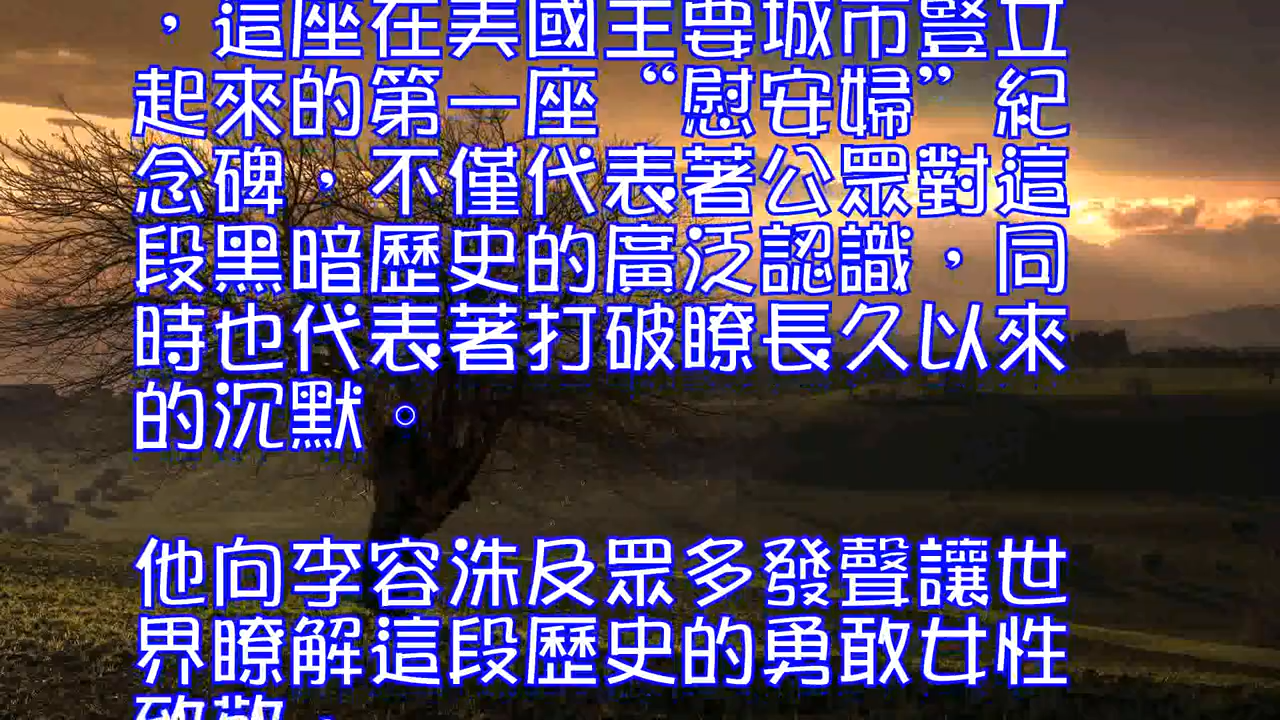 ，這座在美國主要城市豎立
起來的第一座“慰安婦”紀
念碑，不僅代表著公眾對這
段黑暗歷史的廣泛認識，同
時也代表著打破瞭長久以來
的沉默。
他向李容洙及眾多發聲讓世
界瞭解這段歷史的勇敢女性
致敬，